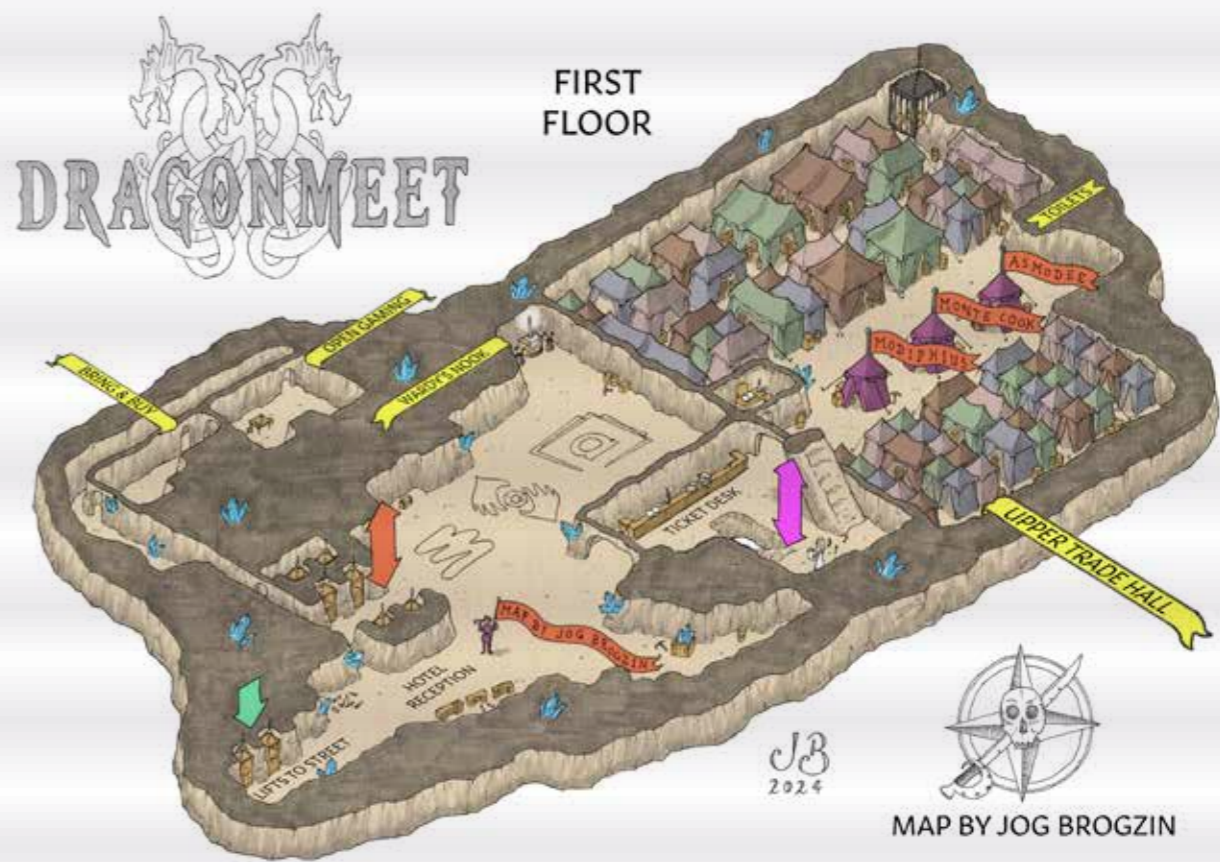 DRAGONMEET
FIRST
FLOOR
TOILETS
ASMODEE
MONTE COOK
MODIPHIUS
OPEN GAMING
BRING & BUY
WARDY'S NOOK
TICKET DESK
UPPER TRADE HALL
MAP BY JOG BROGZIN
HOTEL
RECEPTION
LIFTS TO STREET
JB
2024
MAP BY JOG BROGZIN